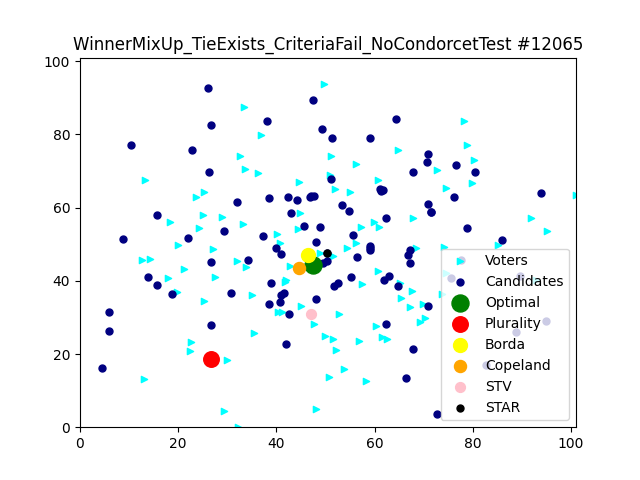 WinnerMixUp_TieExists_CriteriaFail_NoCondorcetTest #12065
100
80
60
40
20
0
0 20 40 60 80 100
Voters
Candidates
Optimal
Plurality
Borda
Copeland
STV
STAR